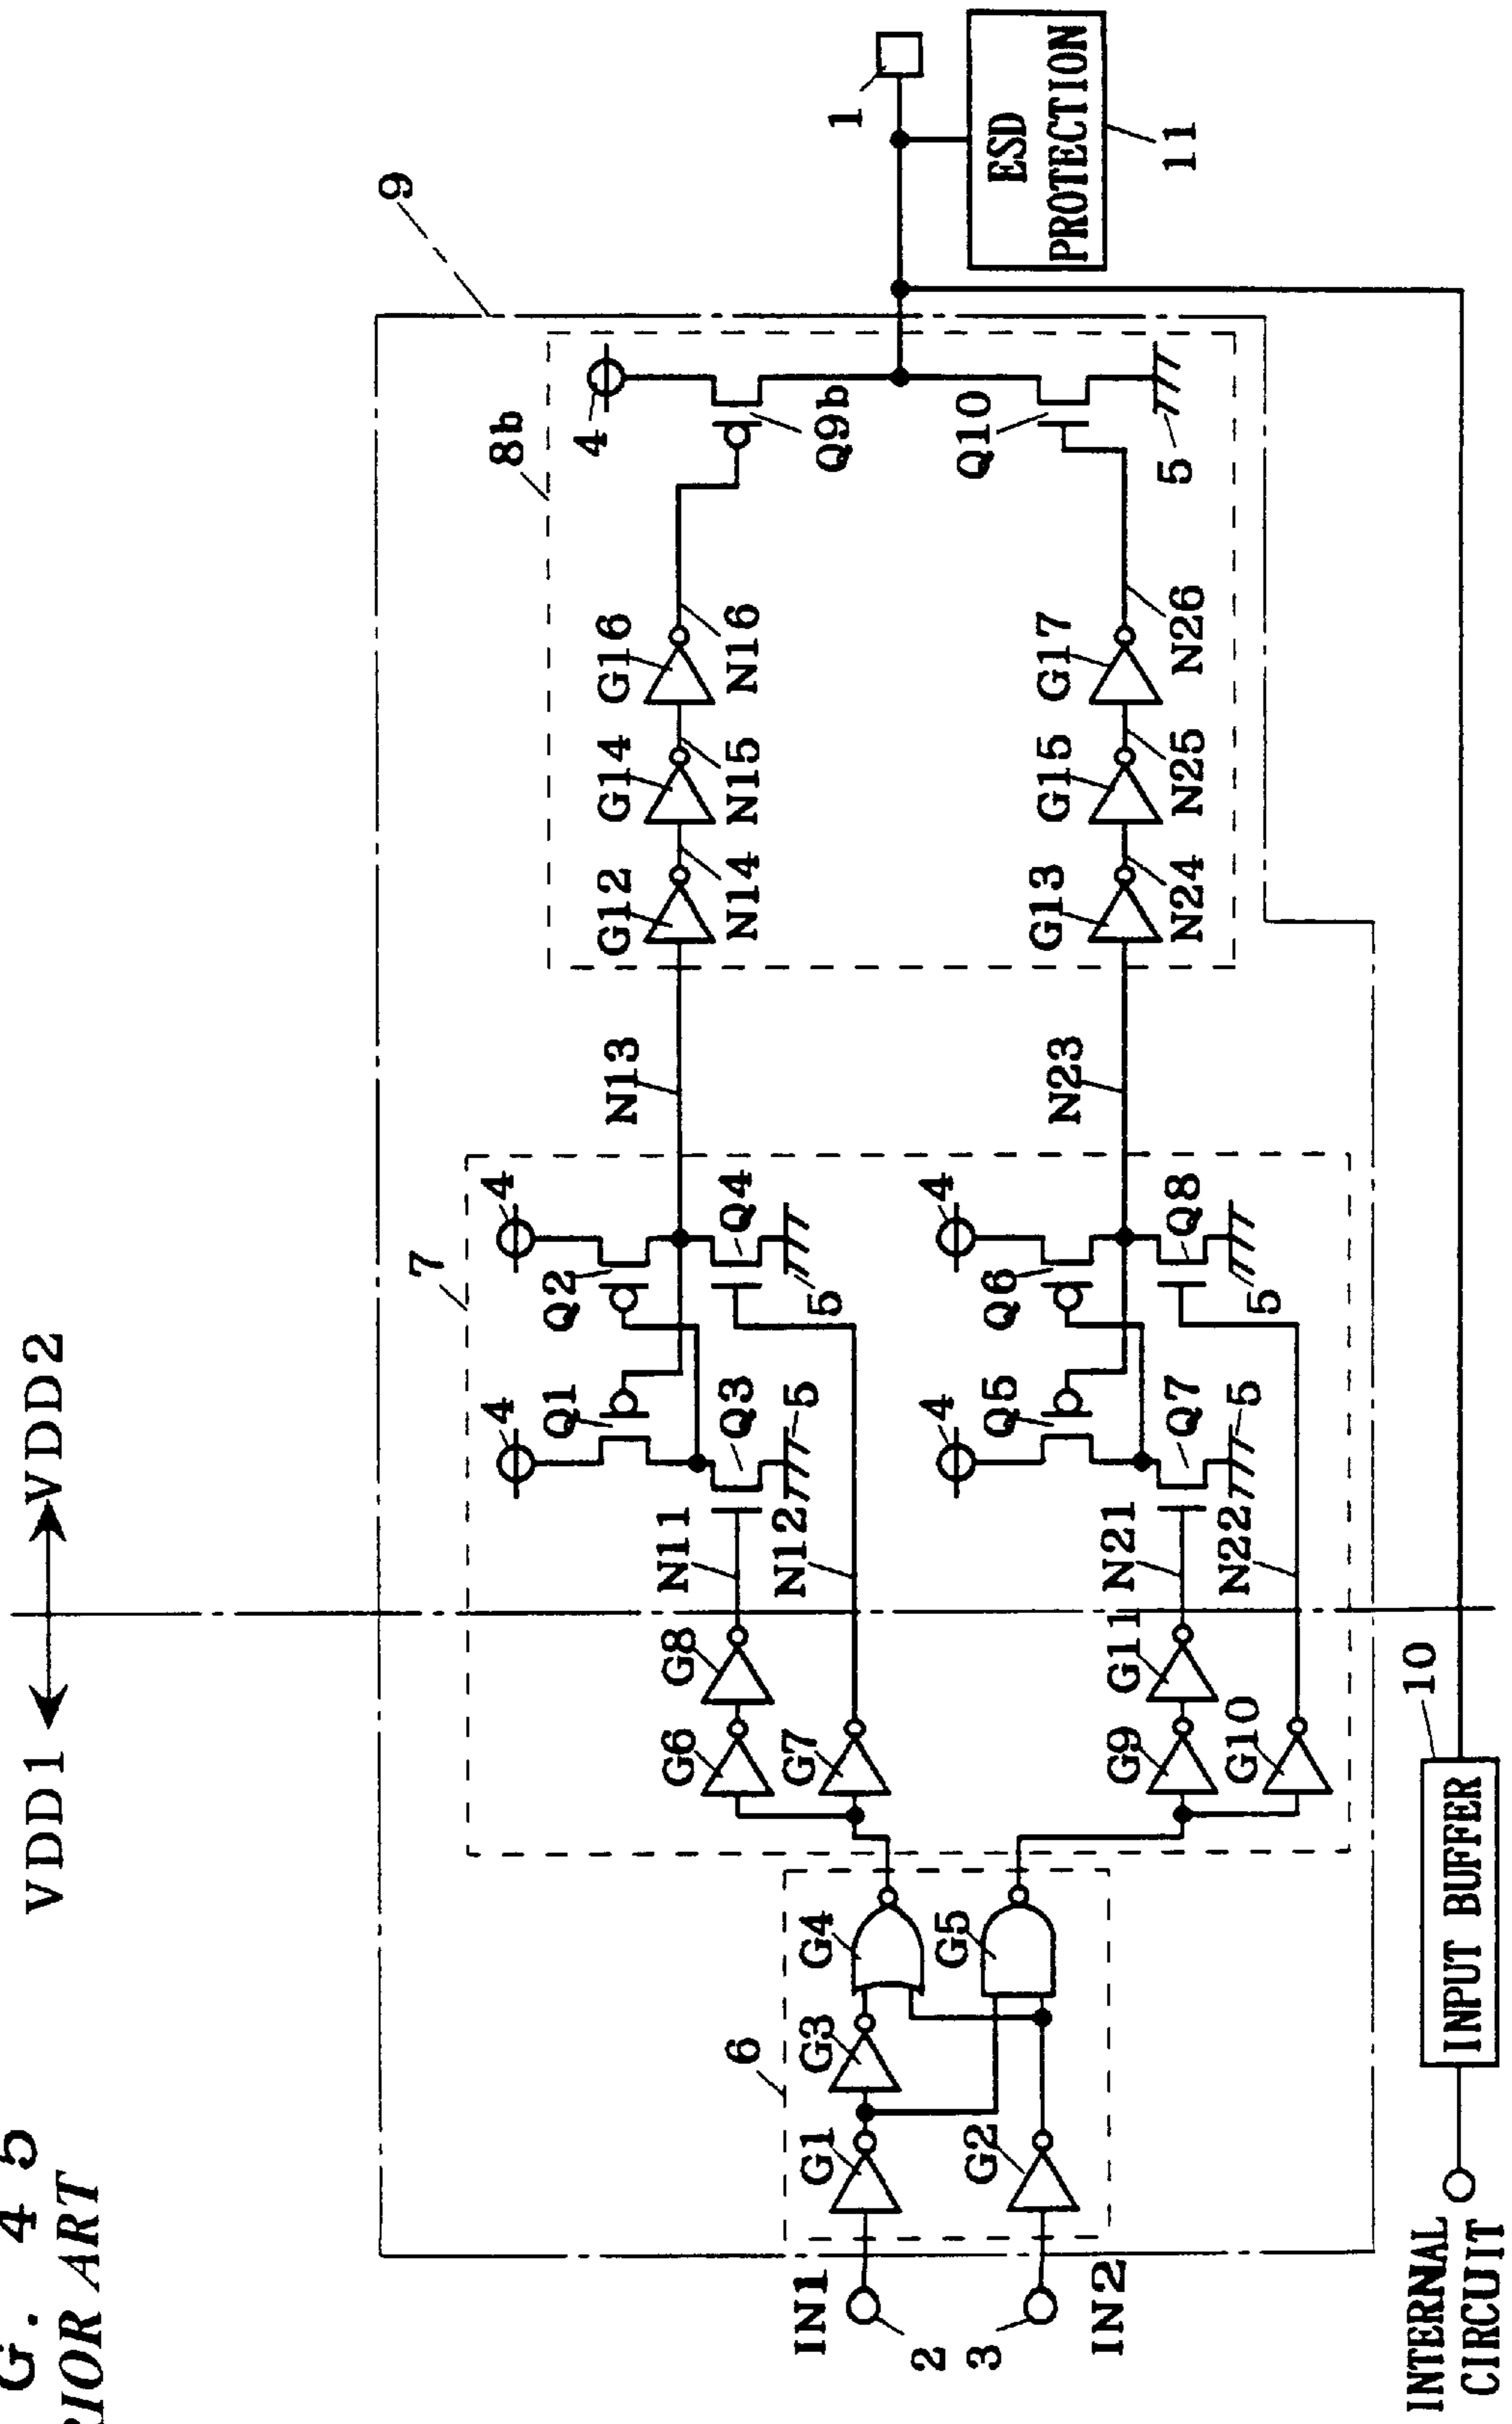 G. 45
RIOR ART
VDD1
VDD2
9
7
8b
6
IN1
2
3
IN2
G1
G2
G3
G4
G5
G6
G8
G7
G9
G11
G10
N11
N12
N21
N22
4
Q1
4
Q2
Q3
5
Q4
5
4
Q5
4
Q6
Q7
5
Q8
5
N13
N23
G12
N14
G14
N15
G16
N16
G13
N24
G15
N25
G17
N26
4
Q9b
Q10
5
1
ESD
PROTECTION
11
10
INPUT BUFFER
INTERNAL
CIRCUIT